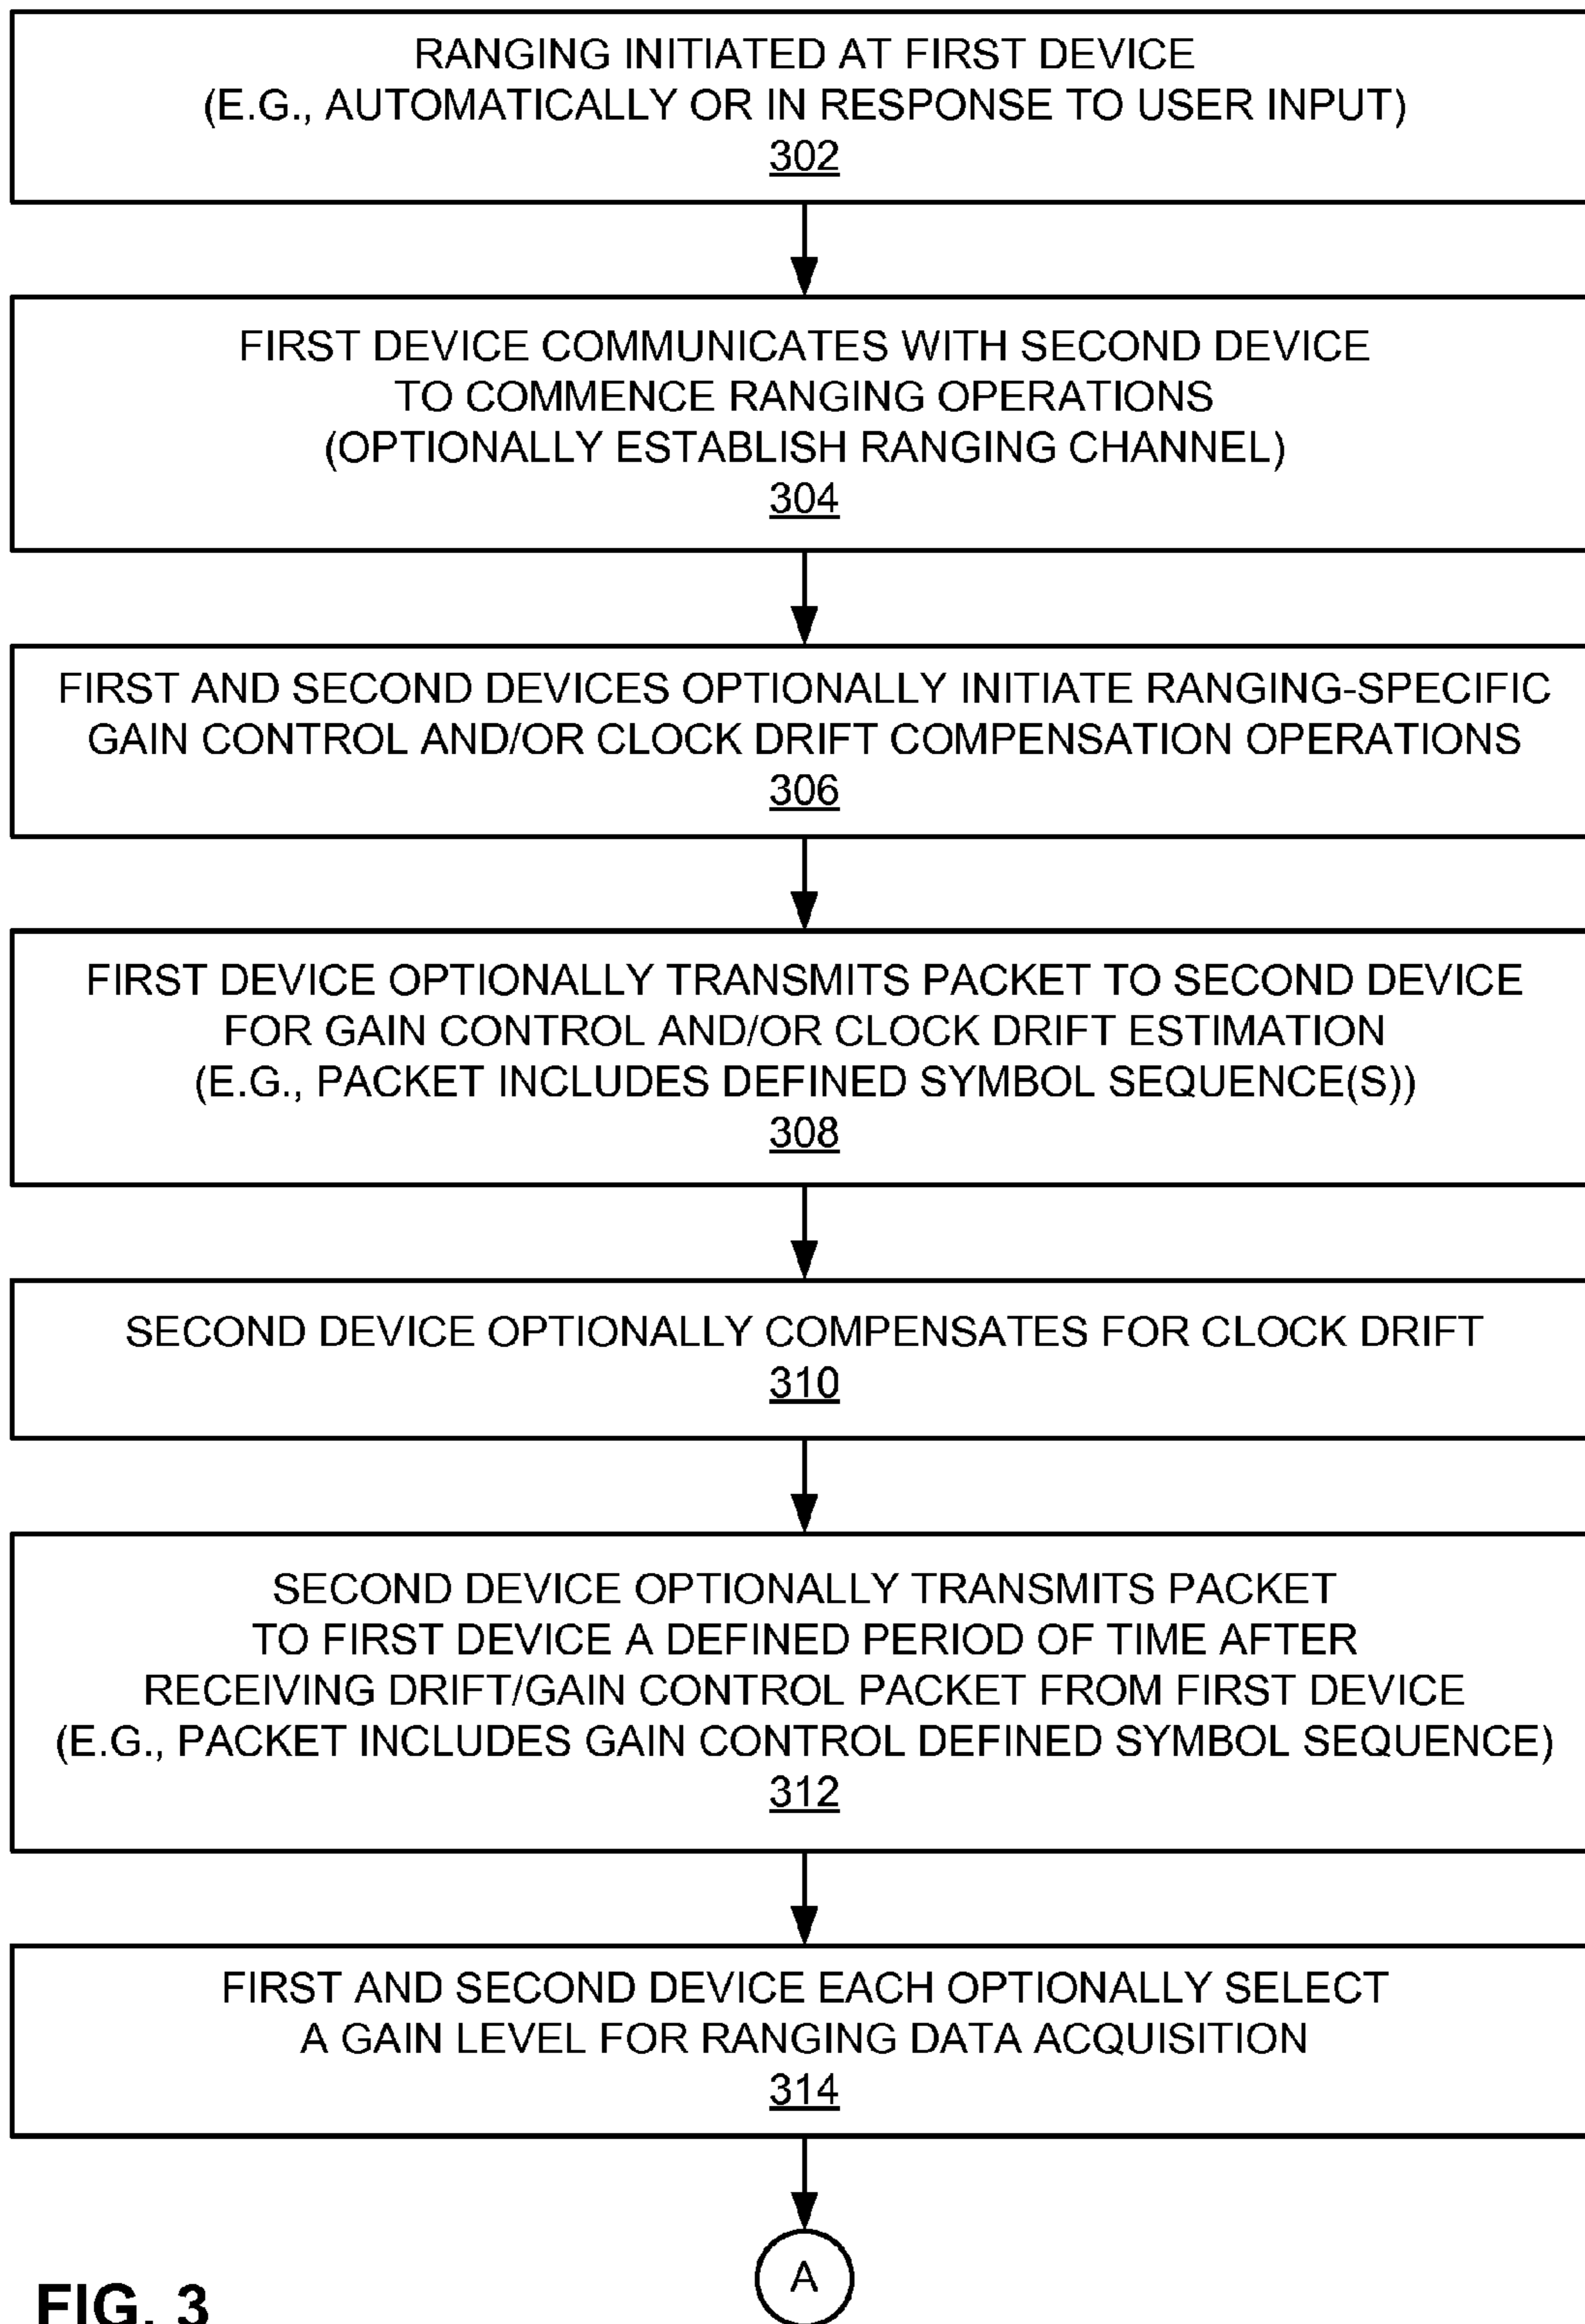 RANGING INITIATED AT FIRST DEVICE
(E.G., AUTOMATICALLY OR IN RESPONSE TO USER INPUT)
302
FIRST DEVICE COMMUNICATES WITH SECOND DEVICE
TO COMMENCE RANGING OPERATIONS
(OPTIONALLY ESTABLISH RANGING CHANNEL)
304
FIRST AND SECOND DEVICES OPTIONALLY INITIATE RANGING-SPECIFIC
GAIN CONTROL AND/OR CLOCK DRIFT COMPENSATION OPERATIONS
306
FIRST DEVICE OPTIONALLY TRANSMITS PACKET TO SECOND DEVICE
FOR GAIN CONTROL AND/OR CLOCK DRIFT ESTIMATION
(E.G., PACKET INCLUDES DEFINED SYMBOL SEQUENCE(S))
308
SECOND DEVICE OPTIONALLY COMPENSATES FOR CLOCK DRIFT
310
SECOND DEVICE OPTIONALLY TRANSMITS PACKET
TO FIRST DEVICE A DEFINED PERIOD OF TIME AFTER
RECEIVING DRIFT/GAIN CONTROL PACKET FROM FIRST DEVICE
(E.G., PACKET INCLUDES GAIN CONTROL DEFINED SYMBOL SEQUENCE)
312
FIRST AND SECOND DEVICE EACH OPTIONALLY SELECT
A GAIN LEVEL FOR RANGING DATA ACQUISITION
314
A
FIG. 3